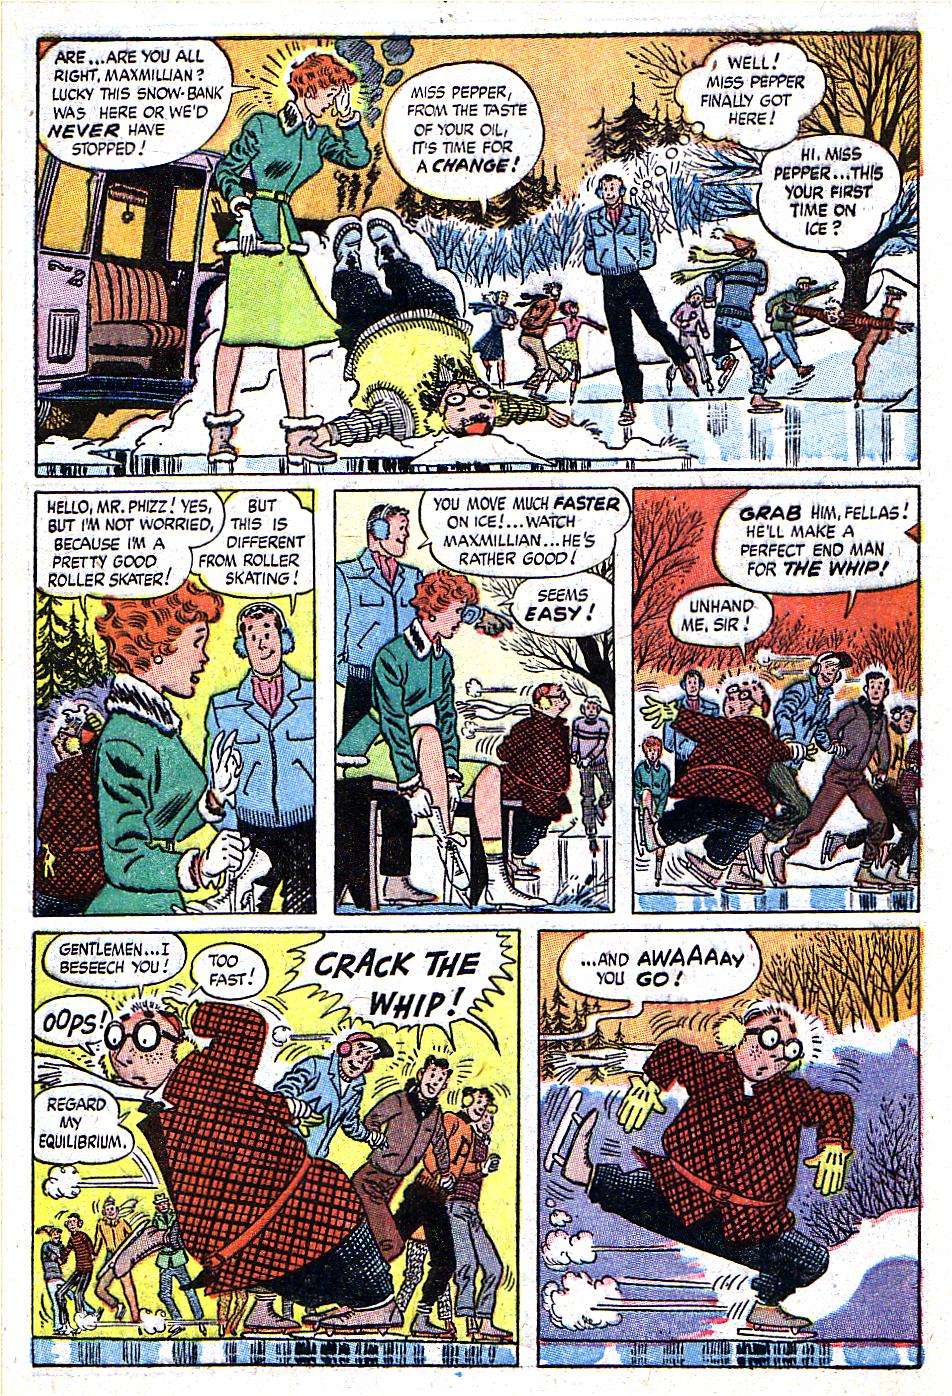 ARE...ARE YOU ALL
RIGHT, MAXMILLIAN?
LUCKY THIS SNOW-BANK
WAS HERE OR WE'D
NEVER HAVE
STOPPED!
MISS PEPPER,
FROM THE TASTE
OF YOUR OIL,
IT'S TIME FOR
A CHANGE!
WELL!
MISS PEPPER
FINALLY GOT
HERE!
HI, MISS
PEPPER...THIS
YOUR FIRST
TIME ON
ICE?
HELLO, MR. PHIZZ! YES,
BUT I'M NOT WORRIED,
BECAUSE I'M A
PRETTY GOOD
ROLLER SKATER!
BUT
THIS IS
DIFFERENT
FROM ROLLER
SKATING!
YOU MOVE MUCH FASTER
ON ICE!...WATCH
MAXMILLIAN...HE'S
RATHER GOOD!
SEEMS
EASY!
GRAB HIM, FELLAS!
HE'LL MAKE A
PERFECT END MAN
FOR THE WHIP!
UNHAND
ME, SIR!
GENTLEMEN...I
BESEECH YOU!
TOO
FAST!
OOPS!
REGARD
MY
EQUILIBRIUM.
CRACK THE
WHIP!
...AND AWAAAAY
YOU GO!